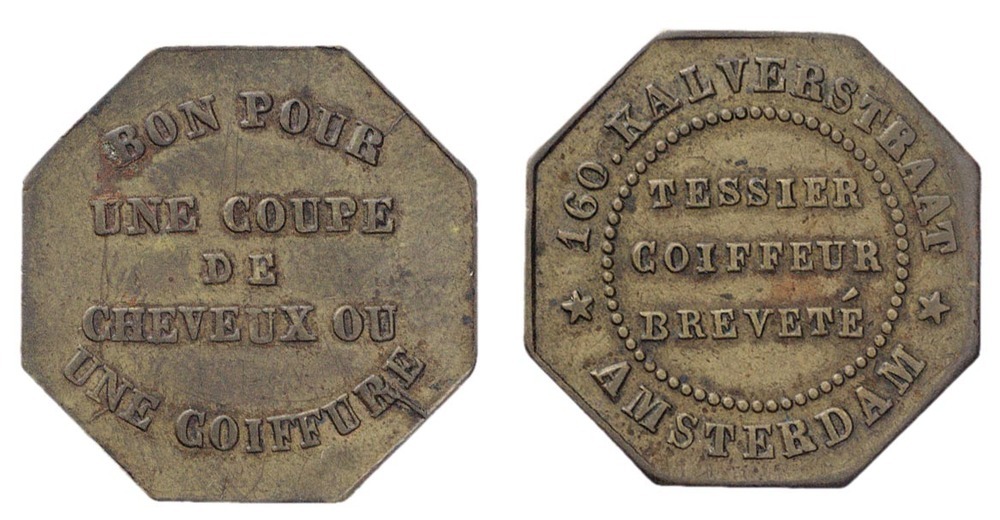 BON POUR
UNE COUPE
DE
CHEVEUX OU
UNE COIFFURE
160. KALVERSTRAAT
TESSIER
COIFFEUR
BREVETÉ
AMSTERDAM